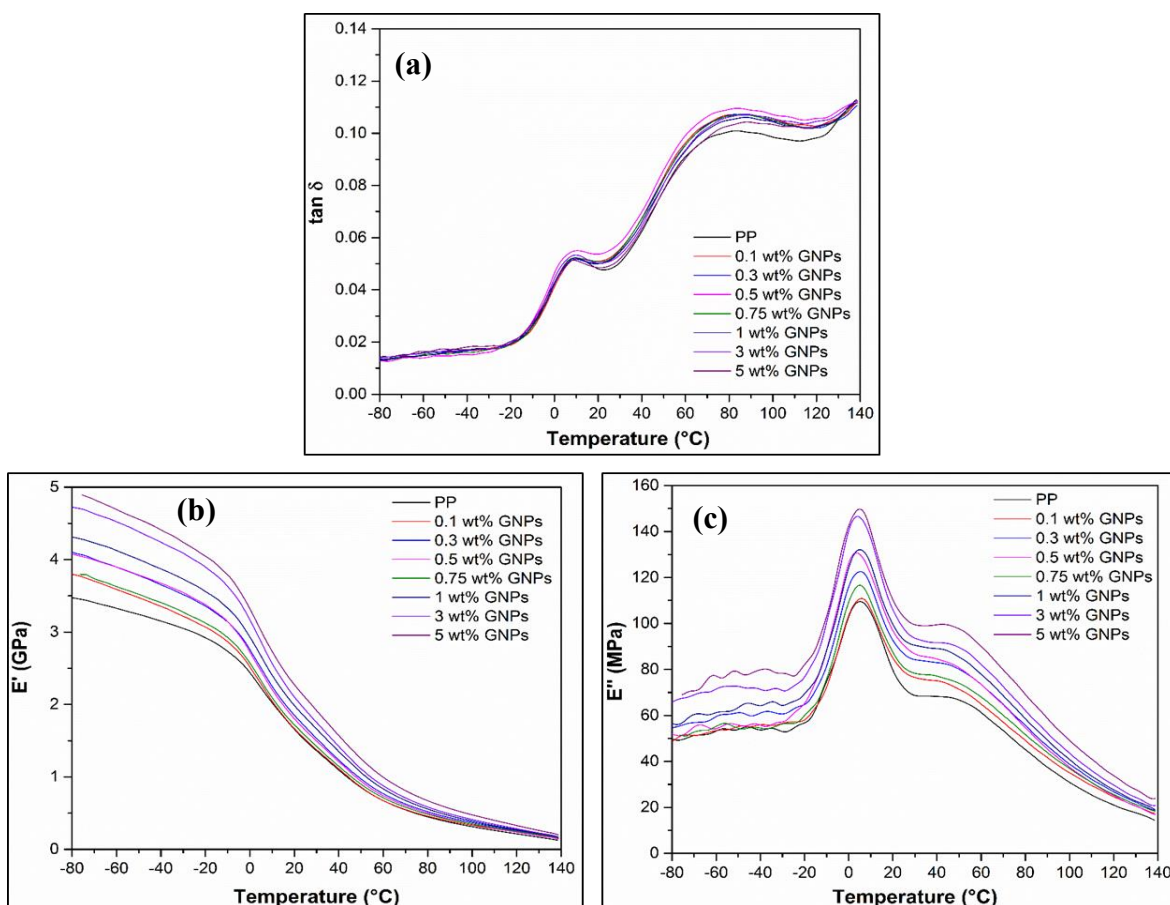 (a)
0.14
0.12
0.10
0.08
0.06
0.04
0.02
0.00
tan δ
-80 -60 -40 -20 0 20 40 60 80 100 120 140
Temperature (°C)
PP
0.1 wt% GNPs
0.3 wt% GNPs
0.5 wt% GNPs
0.75 wt% GNPs
1 wt% GNPs
3 wt% GNPs
5 wt% GNPs
(b)
5
4
3
2
1
0
E' (GPa)
-80 -60 -40 -20 0 20 40 60 80 100 120 140
Temperature (°C)
PP
0.1 wt% GNPs
0.3 wt% GNPs
0.5 wt% GNPs
0.75 wt% GNPs
1 wt% GNPs
3 wt% GNPs
5 wt% GNPs
(c)
160
140
120
100
80
60
40
20
0
E'' (MPa)
-80 -60 -40 -20 0 20 40 60 80 100 120 140
Temperature (°C)
PP
0.1 wt% GNPs
0.3 wt% GNPs
0.5 wt% GNPs
0.75 wt% GNPs
1 wt% GNPs
3 wt% GNPs
5 wt% GNPs